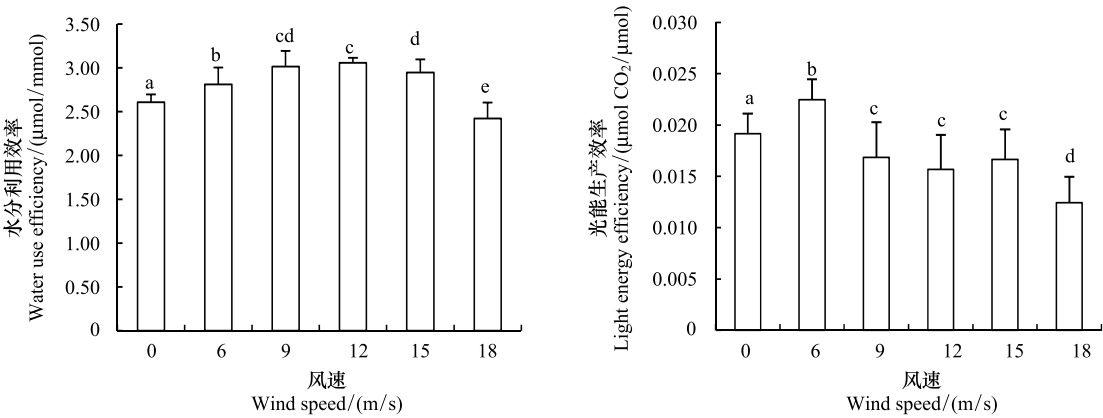 水分利用效率
Water use efficiency/(μmol/mmol)
3.50
3.00
2.50
2.00
1.50
1.00
0.50
0
a
b
cd
c
d
e
0
6
9
12
15
18
风速
Wind speed/(m/s)
光能生产效率
Light energy efficiency/(μmol CO₂/μmol)
0.030
0.025
0.020
0.015
0.010
0.005
0
a
b
c
c
c
d
0
6
9
12
15
18
风速
Wind speed/(m/s)